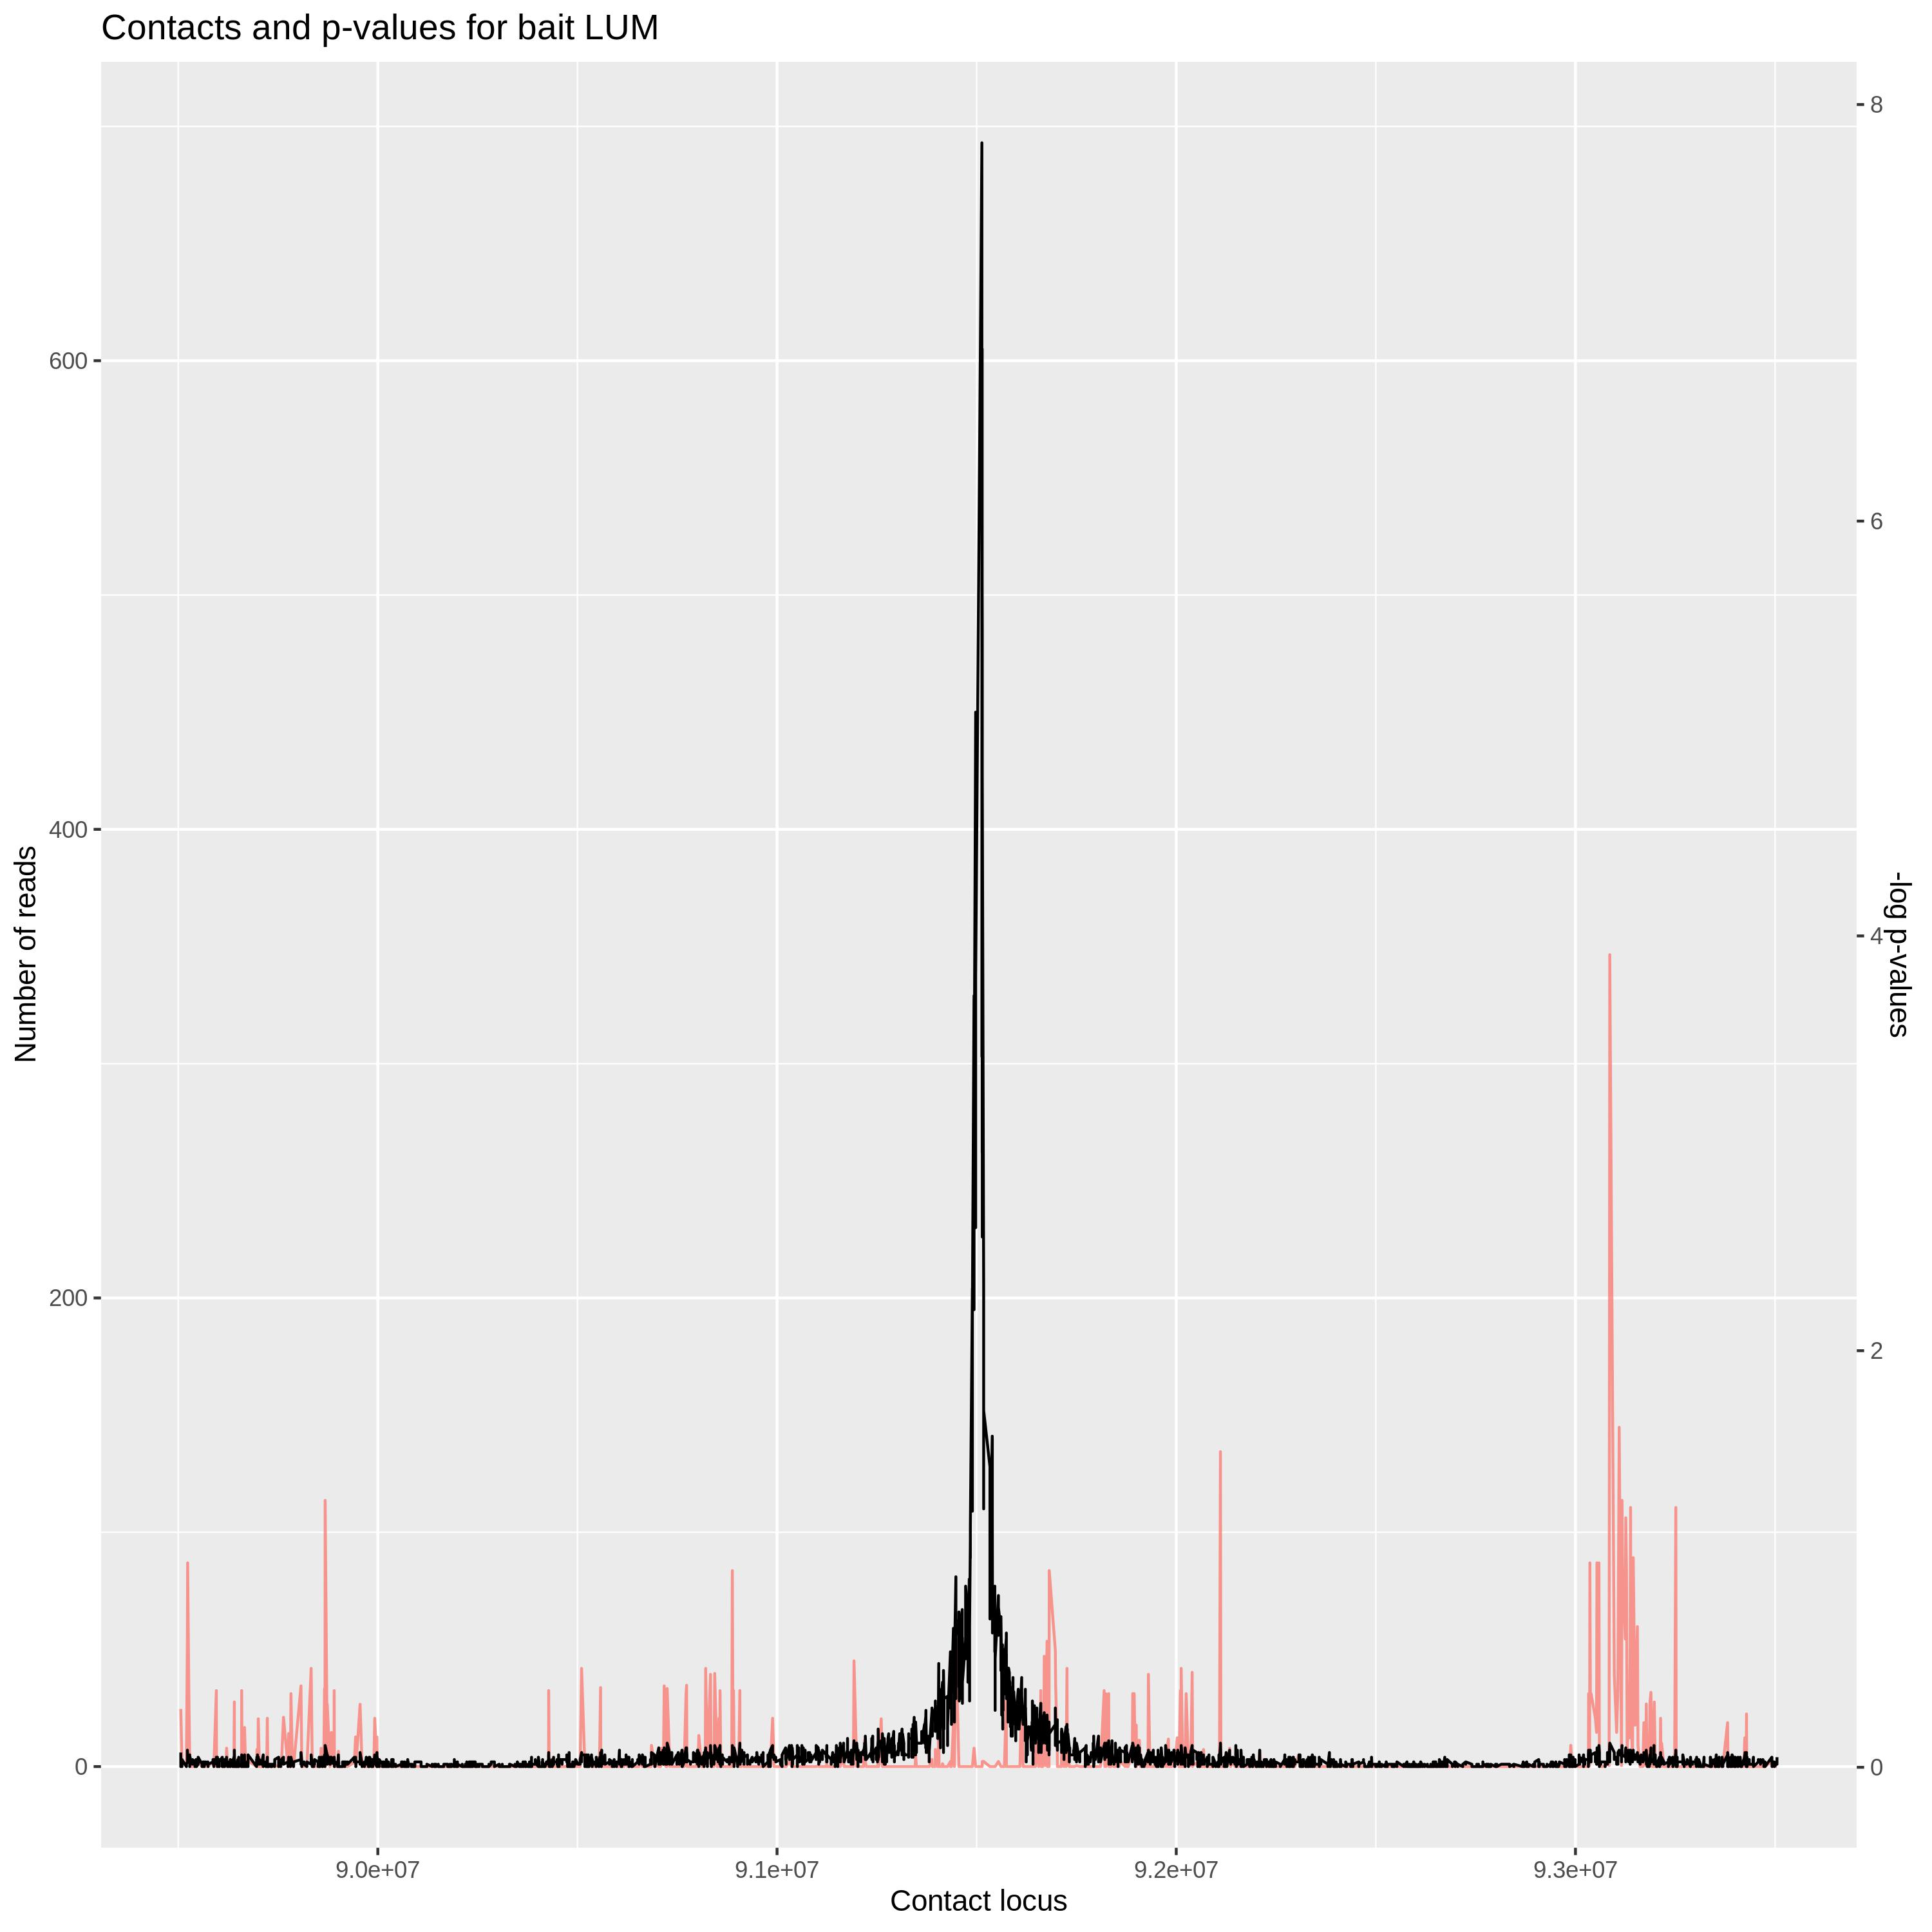 Contacts and p-values for bait LUM
8
600
6
400
4
Number of reads
-log p-values
200
2
0
0
9.0e+07
9.1e+07
9.2e+07
9.3e+07
Contact locus